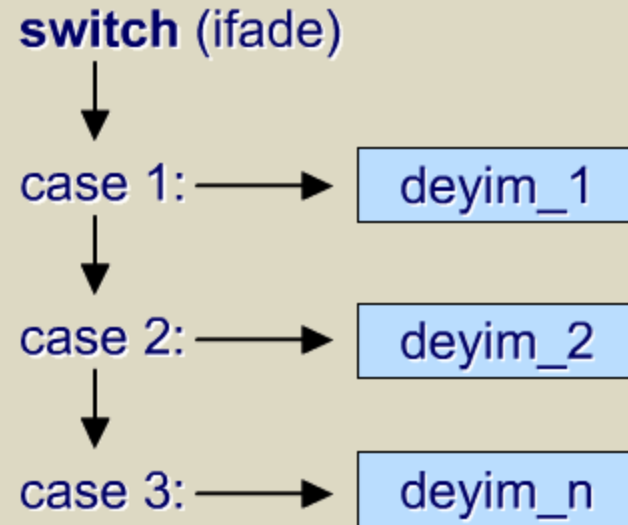 switch (ifade)
case 1: deyim_1
case 2: deyim_2
case 3: deyim_n